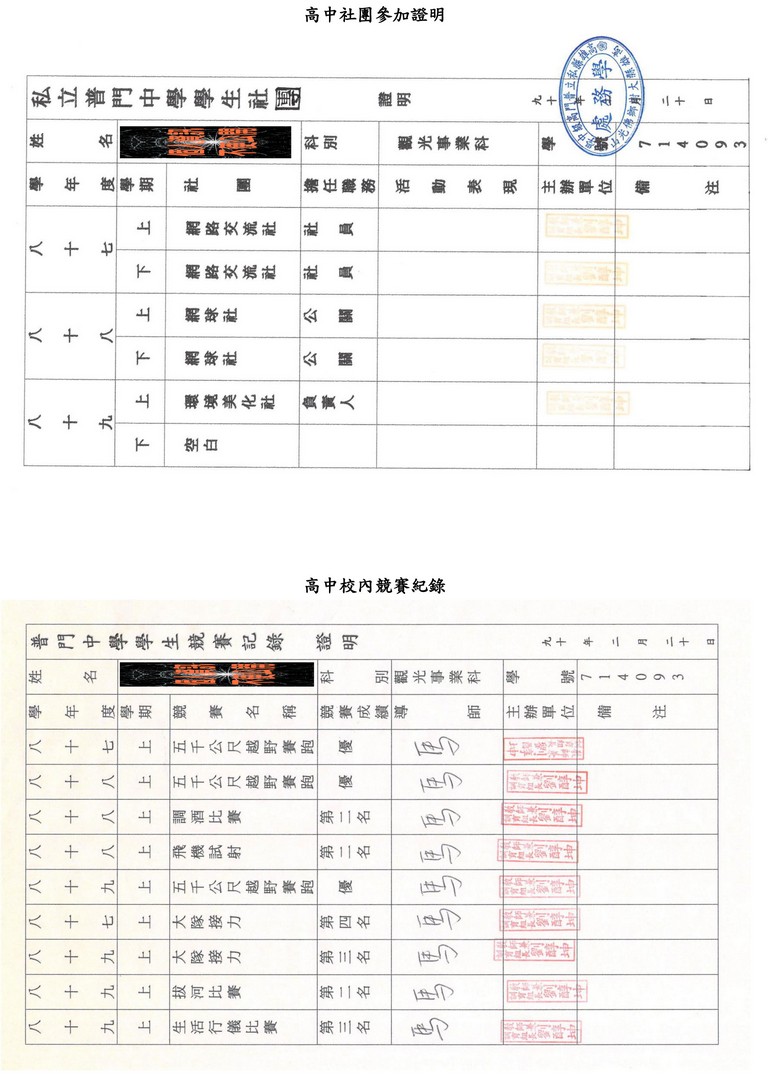 高中社團參加證明
私立普門中學學生社團 證明 九十 年 二十 日
姓名 科別 觀光事業科 學號 714093
學年度 學期 社團 擔任職務 活動表現 主辦單位 備注
八十七 上 網路交流社 社員
下 網路交流社 社員
八十八 上 網球社 公關
下 網球社 公關
八十九 上 環境美化社 負責人
下 空白
學務處
高中校內競賽紀錄
普門中學學生競賽記錄 證明 九十 年 二 月 二十 日
姓名 科別 觀光事業科 學號 714093
學年度 學期 競賽名稱 競賽成績 導師 主辦單位 備注
八十七 上 五千公尺越野賽跑 優 馬
八十八 上 五千公尺越野賽跑 優 馬
八十八 上 調酒比賽 第二名 馬
八十八 上 飛機試射 第二名 馬
八十九 上 五千公尺越野賽跑 優 馬
八十七 上 大隊接力 第四名 馬
八十九 上 大隊接力 第三名 馬
八十九 上 拔河比賽 第二名 馬
八十九 上 生活行儀比賽 第三名 馬